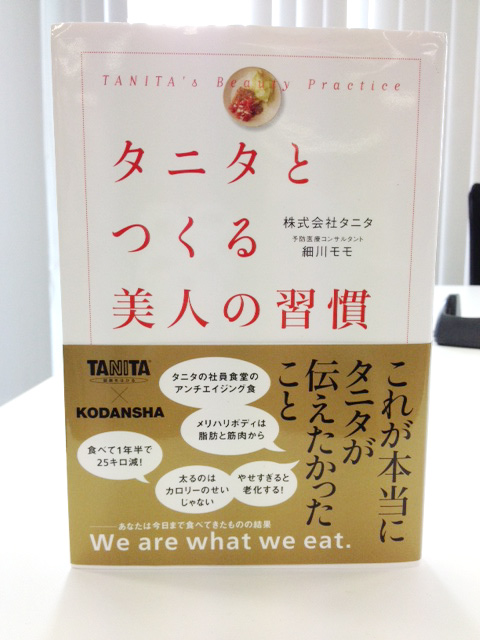 TANITA's Beauty Practice
タニタと
つくる
美人の習慣
株式会社タニタ
予防医療コンサルタント
細川モモ
TANITA
×
KODANSHA
タニタの社員食堂の
アンチエイジング食
メリハリボディは
脂肪と筋肉から
食べて1年半で
25キロ減!
太るのは
カロリーのせい
じゃない
やせすぎると
老化する!
これが本当に
タニタが
伝えたかった
こと
あなたは今日まで食べてきたものの結果
We are what we eat.